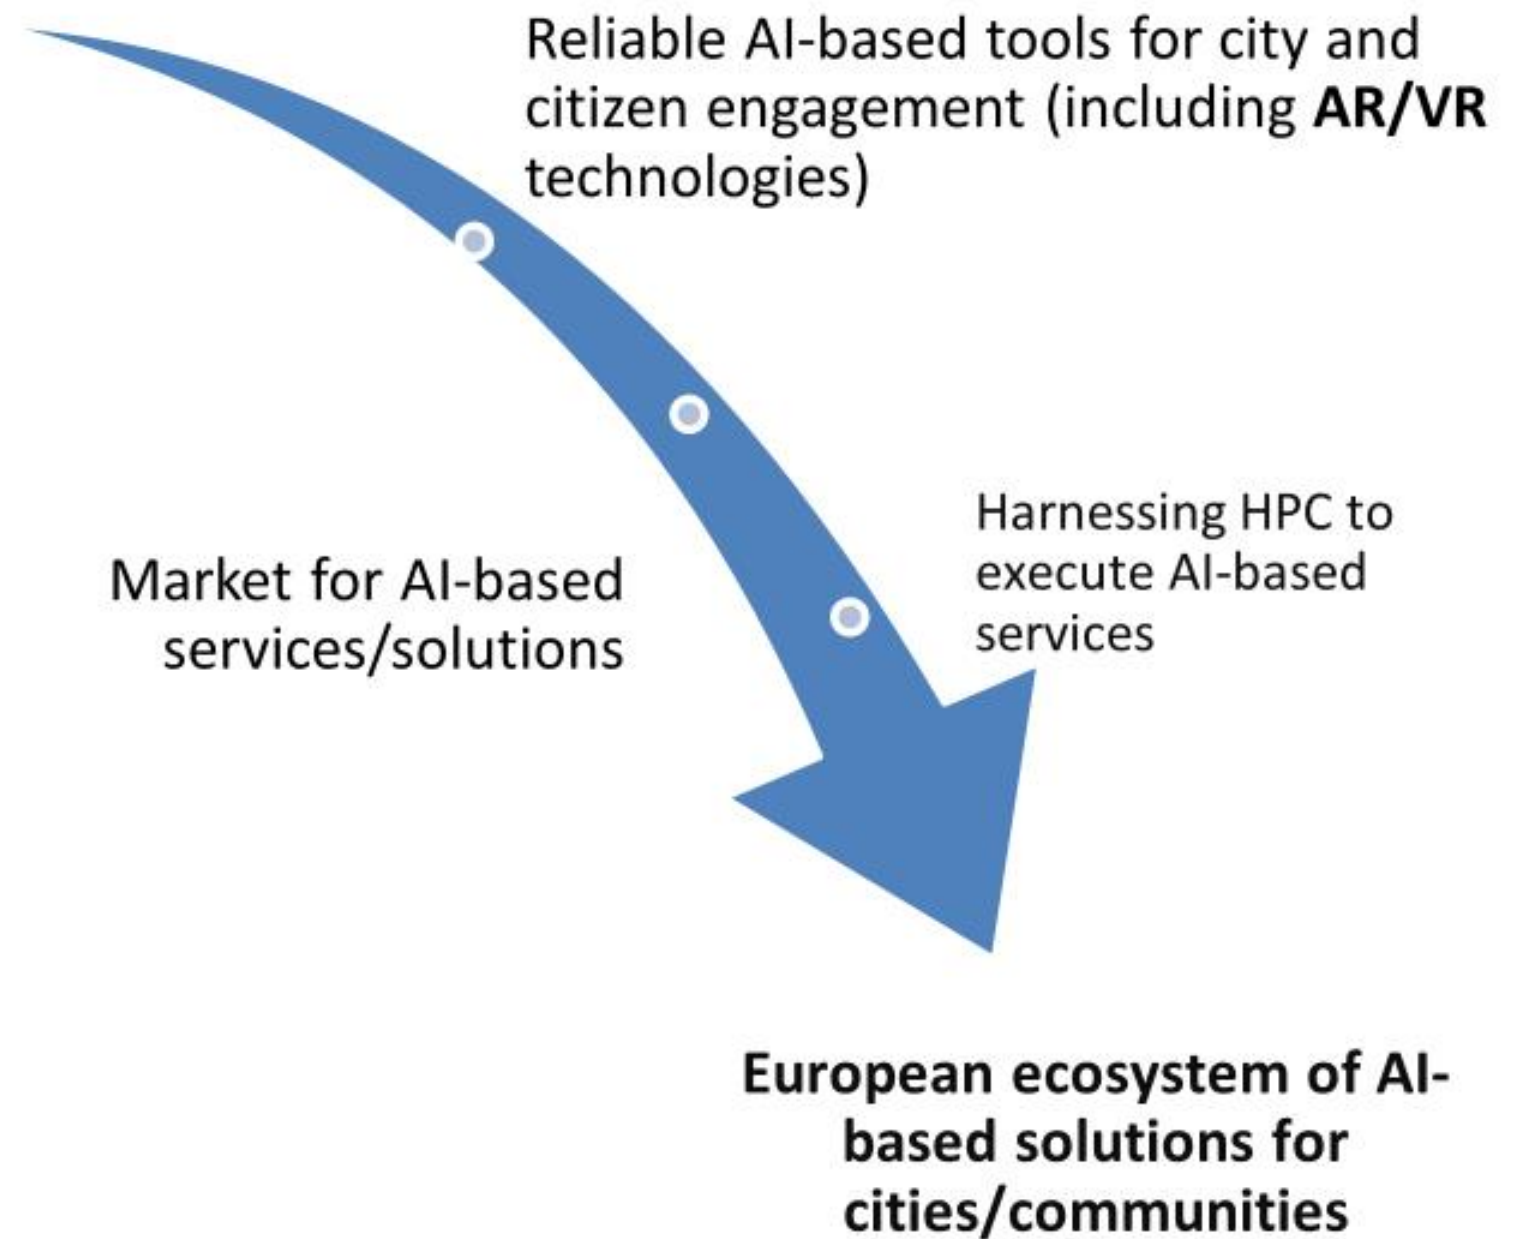 Reliable AI-based tools for city and
citizen engagement (including AR/VR
technologies)
Market for AI-based
services/solutions
Harnessing HPC to
execute AI-based
services
European ecosystem of AI-
based solutions for
cities/communities